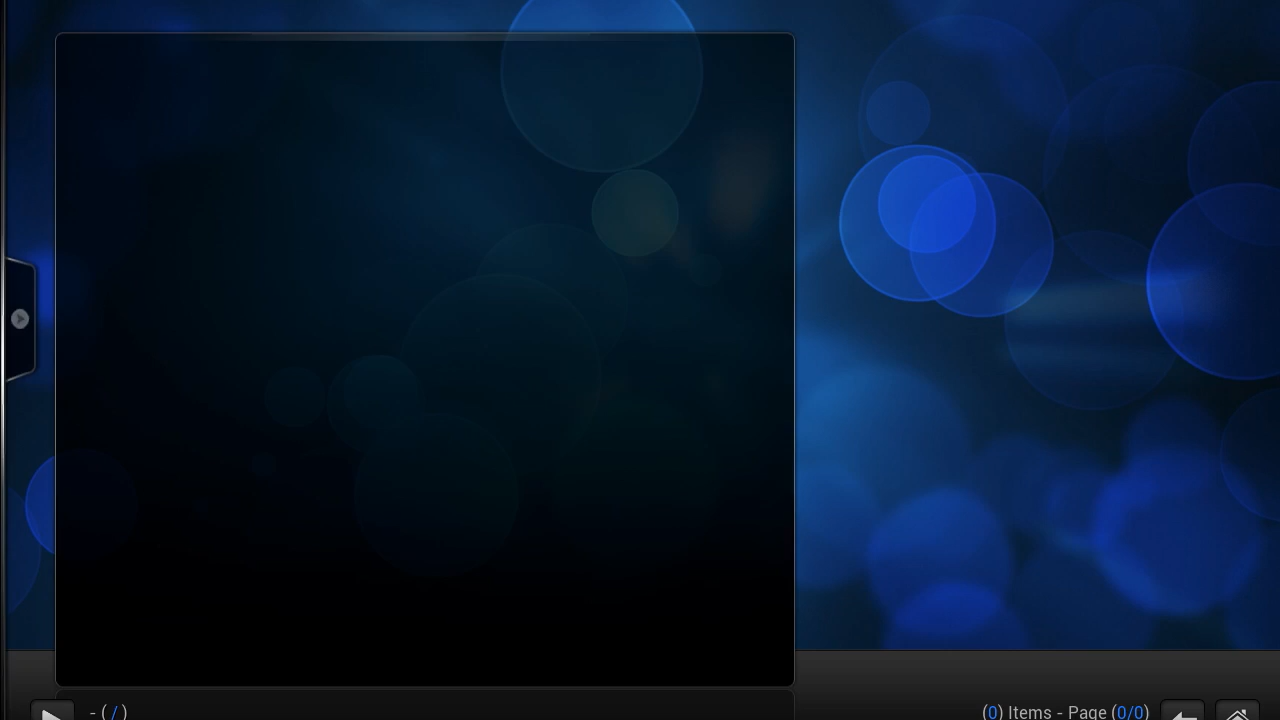 - ( / )
(0) Items - Page (0/0)